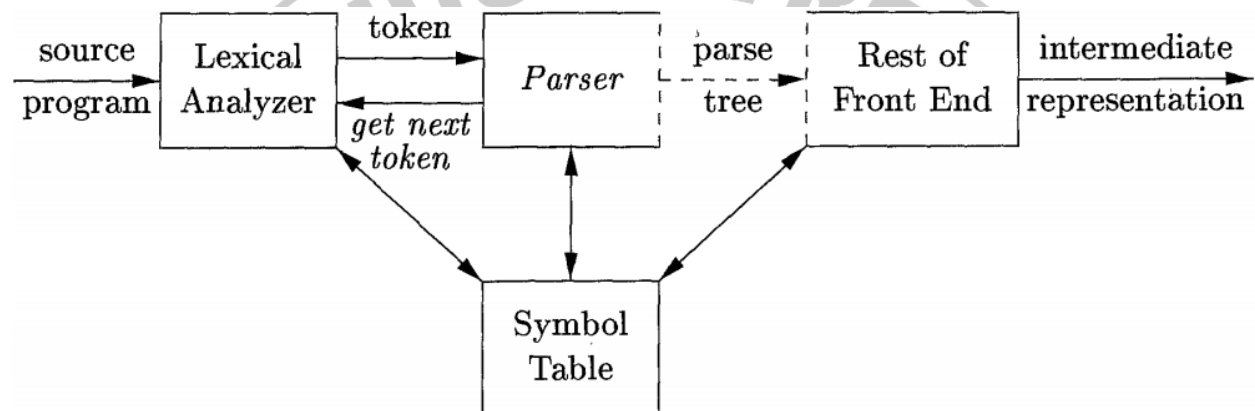 source
program
Lexical
Analyzer
token
get next
token
Parser
parse
tree
Rest of
Front End
intermediate
representation
Symbol
Table